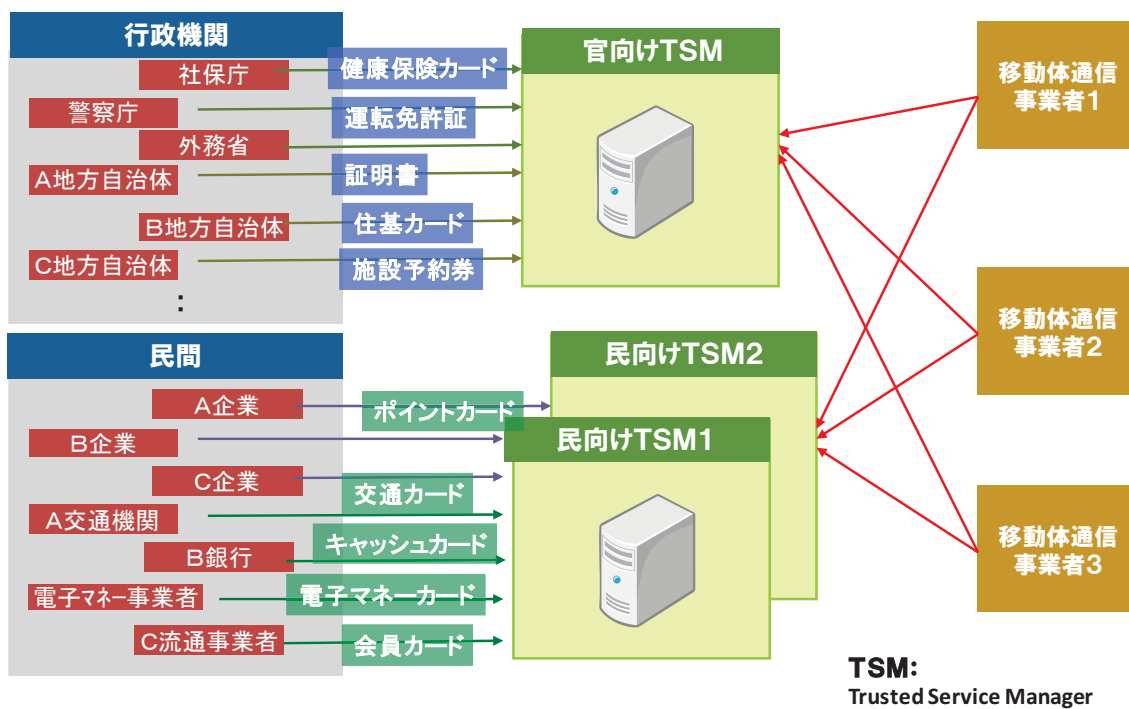 行政機関
社保庁
健康保険カード
警察庁
運転免許証
外務省
A地方自治体
証明書
B地方自治体
住基カード
C地方自治体
施設予約券
：
官向けTSM
民間
A企業
ポイントカード
B企業
C企業
交通カード
A交通機関
キャッシュカード
B銀行
電子マネー事業者
電子マネーカード
C流通事業者
会員カード
民向けTSM2
民向けTSM1
移動体通信
事業者1
移動体通信
事業者2
移動体通信
事業者3
TSM:
Trusted Service Manager